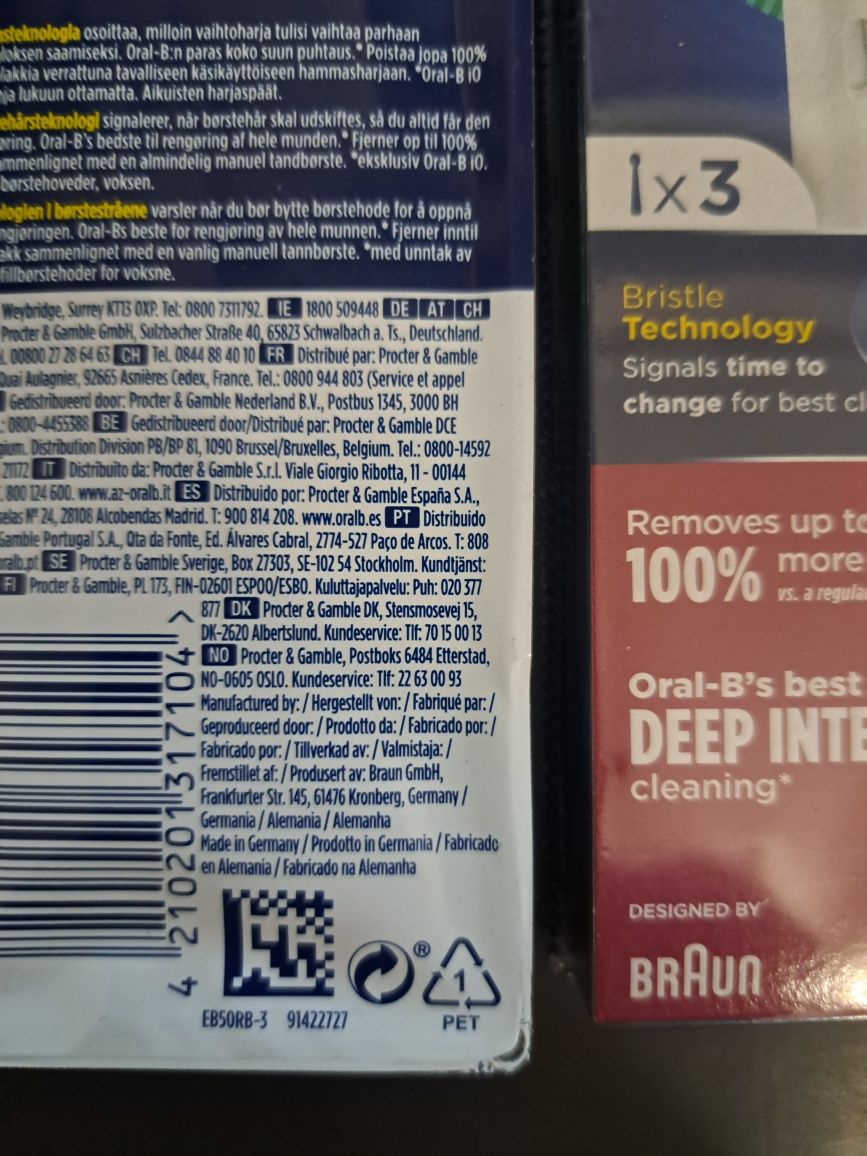 osoittaa, milloin vaihtoharja tulisi vaihtaa parhaan
saamiseksi. Oral-B:n paras koko suun puhtaus.* Poistaa jopa 100%
verrattuna tavalliseen käsikäyttöiseen hammasharjaan. *Oral-B iO
lukuun ottamatta. Aikuisten harjaspäät.
signalerer, når børstehår skal udskiftes, så du altid får den
Oral-B's bedste til rengøring af hele munden.* Fjerner op til 100%
med en almindelig manuel tandbørste. *eksklusiv Oral-B iO.
børstehoveder, voksen.
i børstestråene varsler når du bør bytte børstehode for å oppnå
Oral-Bs beste for rengjøring av hele munnen.* Fjerner inntil
sammenlignet med en vanlig manuell tannbørste. *med unntak av
for voksne.
Weybridge, Surrey KT13 0XP. Tel: 0800 7311792. IE 1800 509448 DE AT CH
Procter & Gamble GmbH, Sulzbacher Straße 40, 65823 Schwalbach a. Ts., Deutschland.
00800 27 28 64 63 CH Tel. 0844 88 40 10 FR Distribué par: Procter & Gamble
Quai Aulagnier, 92665 Asnières Cedex, France. Tel.: 0800 944 803 (Service et appel
Gedistribueerd door: Procter & Gamble Nederland B.V., Postbus 1345, 3000 BH
: 0800-4455388 BE Gedistribueerd door/Distribué par: Procter & Gamble DCE
Distribution Division PB/BP 81, 1090 Brussel/Bruxelles, Belgium. Tel.: 0800-14592
21172 IT Distribuito da: Procter & Gamble S.r.l. Viale Giorgio Ribotta, 11 - 00144
800 124 600. www.az-oralb.it ES Distribuido por: Procter & Gamble España S.A.,
Nº 24, 28108 Alcobendas Madrid. T: 900 814 208. www.oralb.es PT Distribuido
Gamble Portugal S.A., Qta da Fonte, Ed. Álvares Cabral, 2774-527 Paço de Arcos. T: 808
SE Procter & Gamble Sverige, Box 27303, SE-102 54 Stockholm. Kundtjänst:
FI Procter & Gamble, PL 173, FIN-02601 ESPOO/ESBO. Kuluttajapalvelu: Puh: 020 377
877 DK Procter & Gamble DK, Stensmosevej 15,
DK-2620 Albertslund. Kundeservice: Tlf: 70 15 00 13
NO Procter & Gamble, Postboks 6484 Etterstad,
NO-0605 OSLO. Kundeservice: Tlf: 22 63 00 93
Manufactured by: / Hergestellt von: / Fabriqué par: /
Geproduceerd door: / Prodotto da: / Fabricado por: /
Fabricado por: / Tillverkad av: / Valmistaja: /
Fremstillet af: / Produsert av: Braun GmbH,
Frankfurter Str. 145, 61476 Kronberg, Germany /
Germania / Alemania / Alemanha
Made in Germany / Prodotto in Germania / Fabricado
en Alemania / Fabricado na Alemanha
4 210201 317104 >
®
1
PET
EB50RB-3 91422727
x3
Bristle
Technology
Signals time to
change for best
Removes up to
100% more
vs. a
Oral-B's best
DEEP
cleaning*
DESIGNED BY
BRAUN